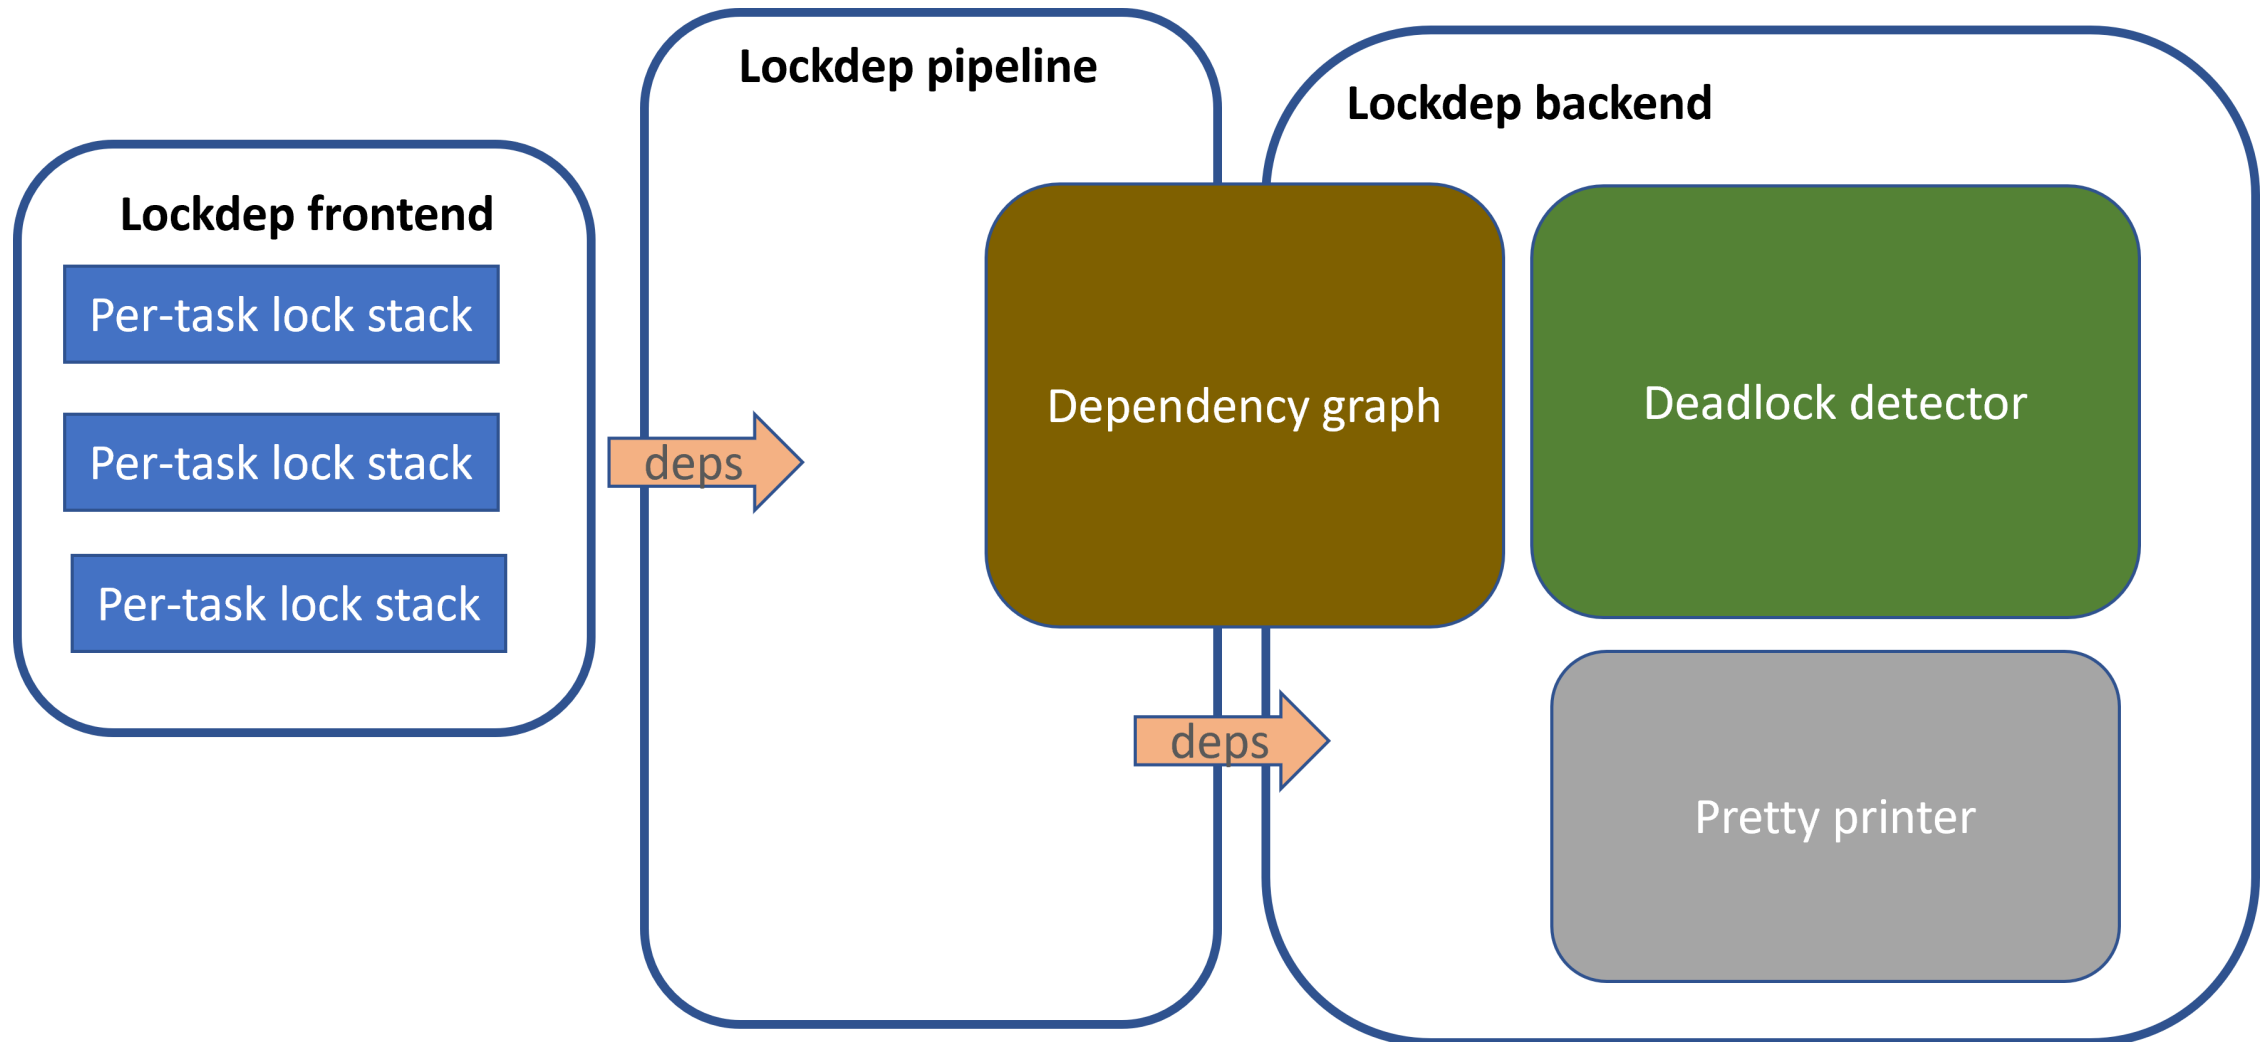 Lockdep frontend
Per-task lock stack
Per-task lock stack
Per-task lock stack
deps
Lockdep pipeline
Dependency graph
deps
Lockdep backend
Deadlock detector
Pretty printer